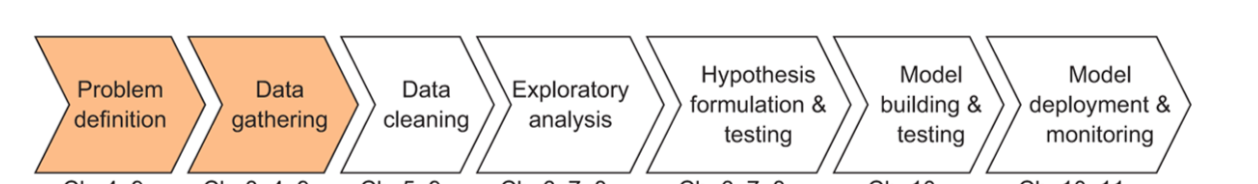 Problem
definition
Data
gathering
Data
cleaning
Exploratory
analysis
Hypothesis
formulation &
testing
Model
building &
testing
Model
deployment &
monitoring